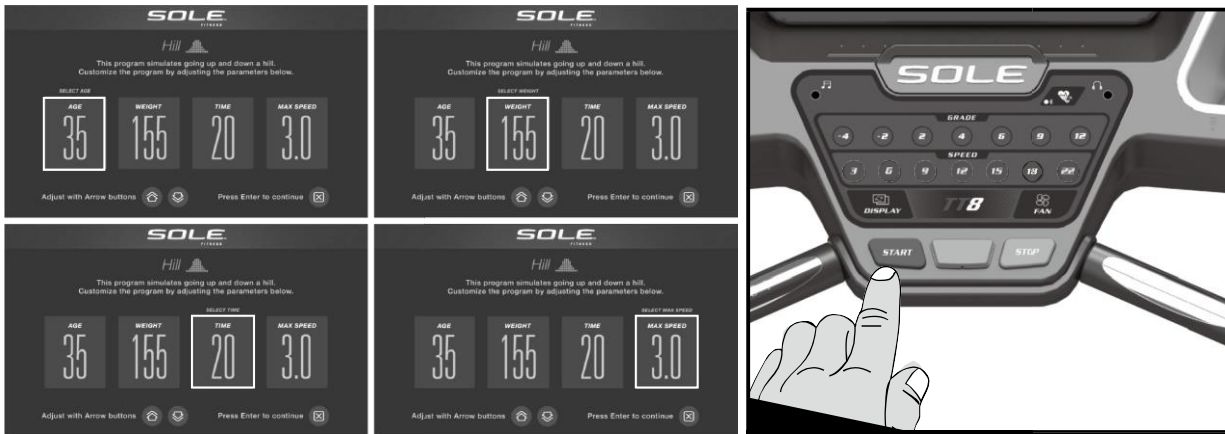 SOLE
FITNESS
Hill
This program simulates going up and down a hill.
Customize the program by adjusting the parameters below.
SELECT AGE
AGE WEIGHT TIME MAX SPEED
35 155 20 3.0
Adjust with Arrow buttons Press Enter to continue
SOLE
FITNESS
Hill
This program simulates going up and down a hill.
Customize the program by adjusting the parameters below.
SELECT WEIGHT
AGE WEIGHT TIME MAX SPEED
35 155 20 3.0
Adjust with Arrow buttons Press Enter to continue
SOLE
FITNESS
Hill
This program simulates going up and down a hill.
Customize the program by adjusting the parameters below.
SELECT TIME
AGE WEIGHT TIME MAX SPEED
35 155 20 3.0
Adjust with Arrow buttons Press Enter to continue
SOLE
FITNESS
Hill
This program simulates going up and down a hill.
Customize the program by adjusting the parameters below.
SELECT MAX SPEED
AGE WEIGHT TIME MAX SPEED
35 155 20 3.0
Adjust with Arrow buttons Press Enter to continue
SOLE
GRADE
-4 -2 2 4 6 9 12
SPEED
3 6 9 12 15 18 22
DISPLAY TT8 FAN
START STOP